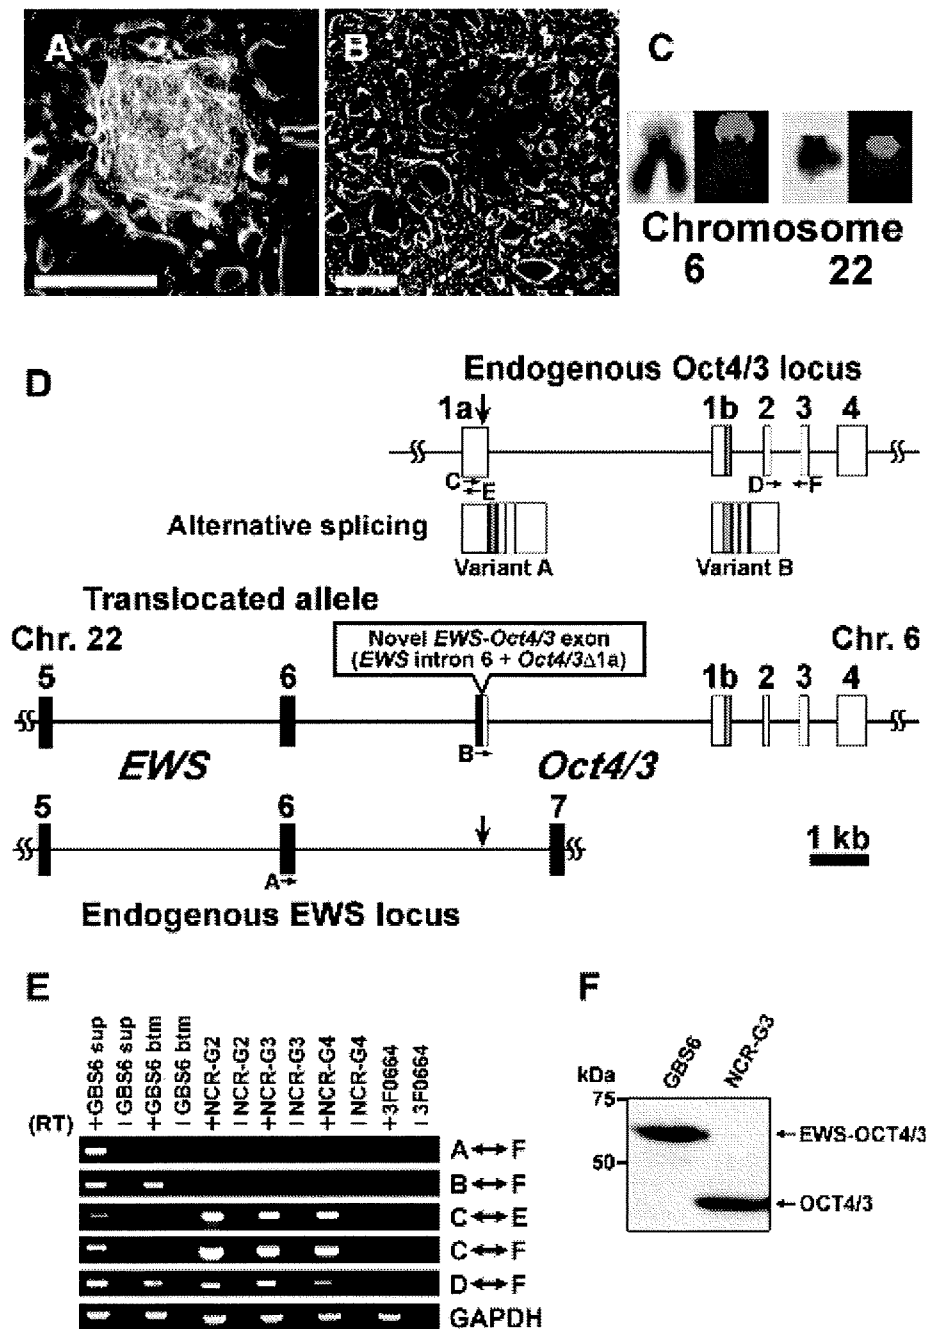 A
B
C
Chromosome
6 22
D
Endogenous Oct4/3 locus
1a 1b 2 3 4
C
E
D
F
Alternative splicing
Variant A
Variant B
Translocated allele
Chr. 22
Novel EWS-Oct4/3 exon
(EWS intron 6 + Oct4/3Δ1a)
Chr. 6
5 6 1b 2 3 4
B
EWS
Oct4/3
5 6 7
A
1 kb
Endogenous EWS locus
E
(RT)
+GBS6 sup
–GBS6 sup
+GBS6 btm
–GBS6 btm
+NCR-G2
–NCR-G2
+NCR-G3
–NCR-G3
+NCR-G4
–NCR-G4
+3F0664
–3F0664
A↔F
B↔F
C↔E
C↔F
D↔F
GAPDH
F
GBS6
NCR-G3
kDa
75
50
EWS-OCT4/3
OCT4/3